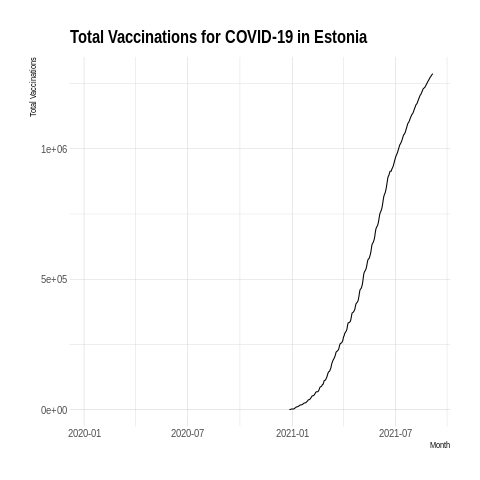 Total Vaccinations for COVID-19 in Estonia
Total Vaccinations
1e+06
5e+05
0e+00
2020-01 2020-07 2021-01 2021-07
Month